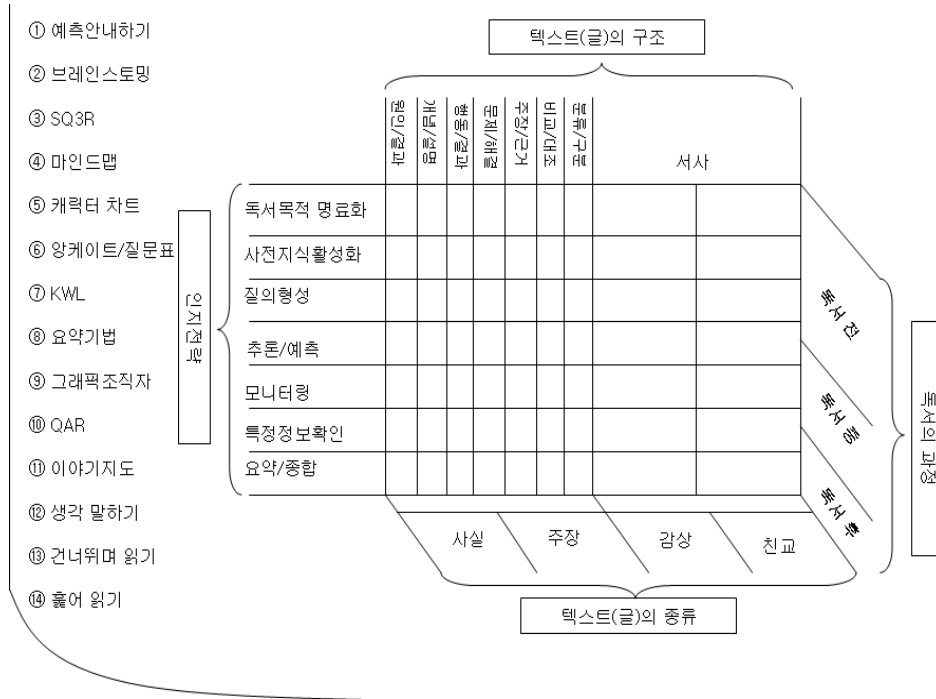 ① 예측안내하기
② 브레인스토밍
③ SQ3R
④ 마인드맵
⑤ 캐릭터 차트
⑥ 앙케이트/질문표
⑦ KWL
⑧ 요약기법
⑨ 그래픽조직자
⑩ QAR
⑪ 이야기지도
⑫ 생각 말하기
⑬ 건너뛰며 읽기
⑭ 훑어 읽기
텍스트(글)의 구조
원인/결과
개념/설명
행동/결과
문제/해결
주장/근거
비교/대조
분류/구분
서사
인지전략
독서목적 명료화
사전지식활성화
질의형성
추론/예측
모니터링
특정정보확인
요약/종합
독서 전
독서 중
독서 후
독서의 과정
사실
주장
감상
친교
텍스트(글)의 종류